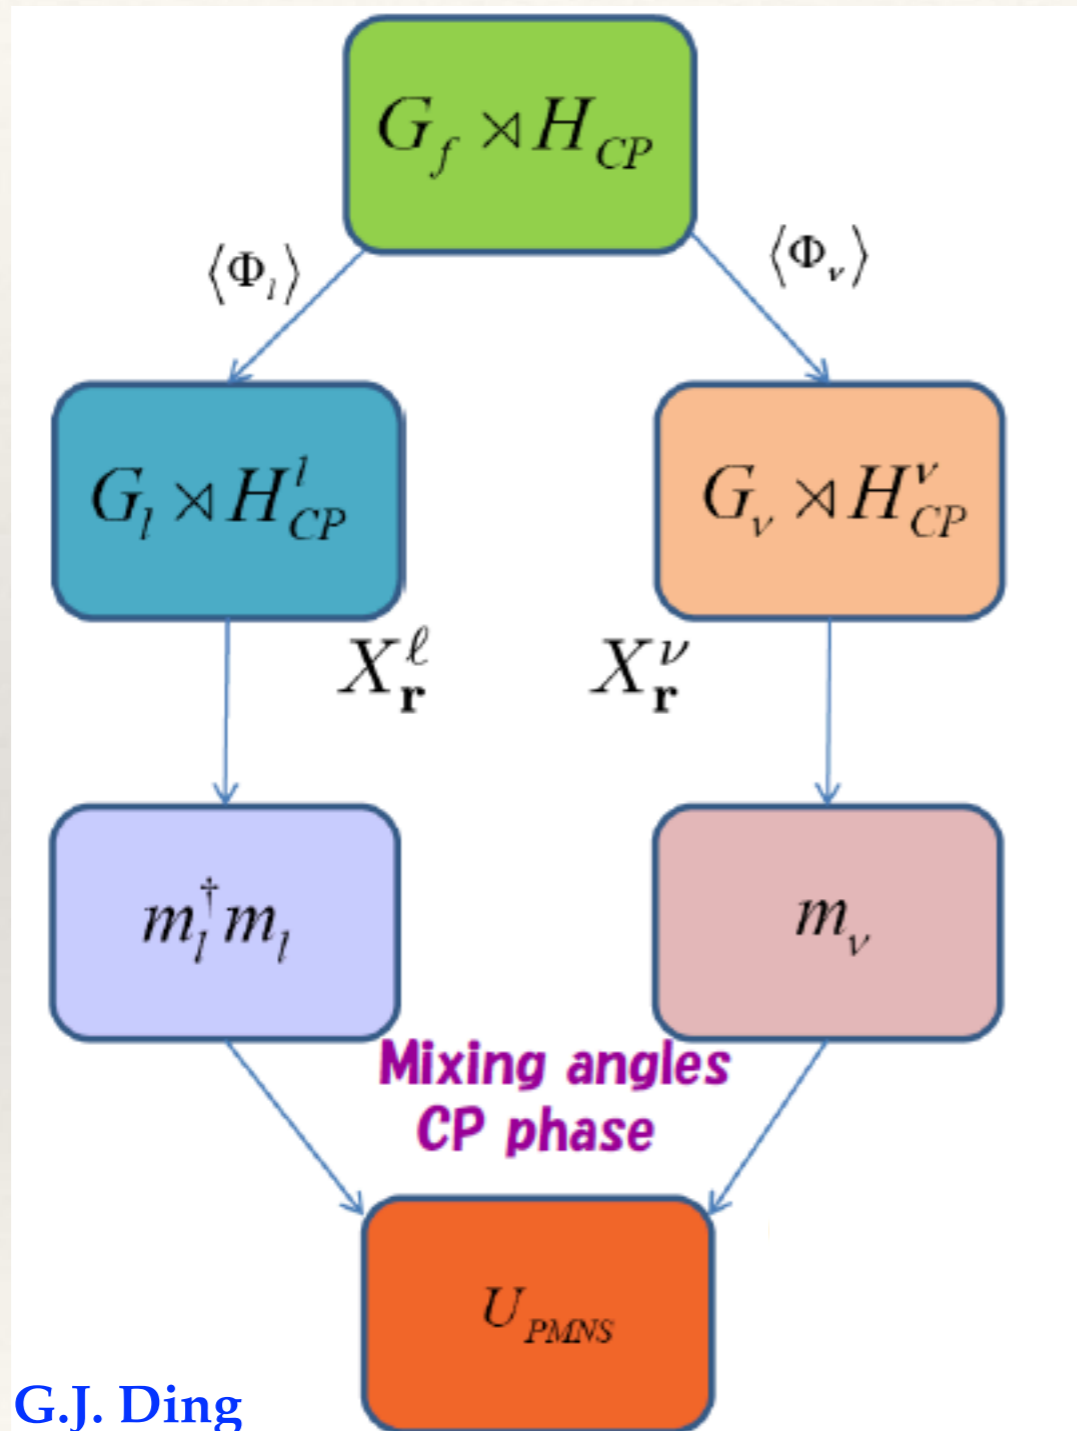 G_f ⋊ H_CP
⟨Φ_l⟩
⟨Φ_ν⟩
G_l ⋊ H^l_CP
G_ν ⋊ H^ν_CP
X^ℓ_r
X^ν_r
m_l^† m_l
m_ν
Mixing angles
CP phase
U_PMNS
G.J. Ding